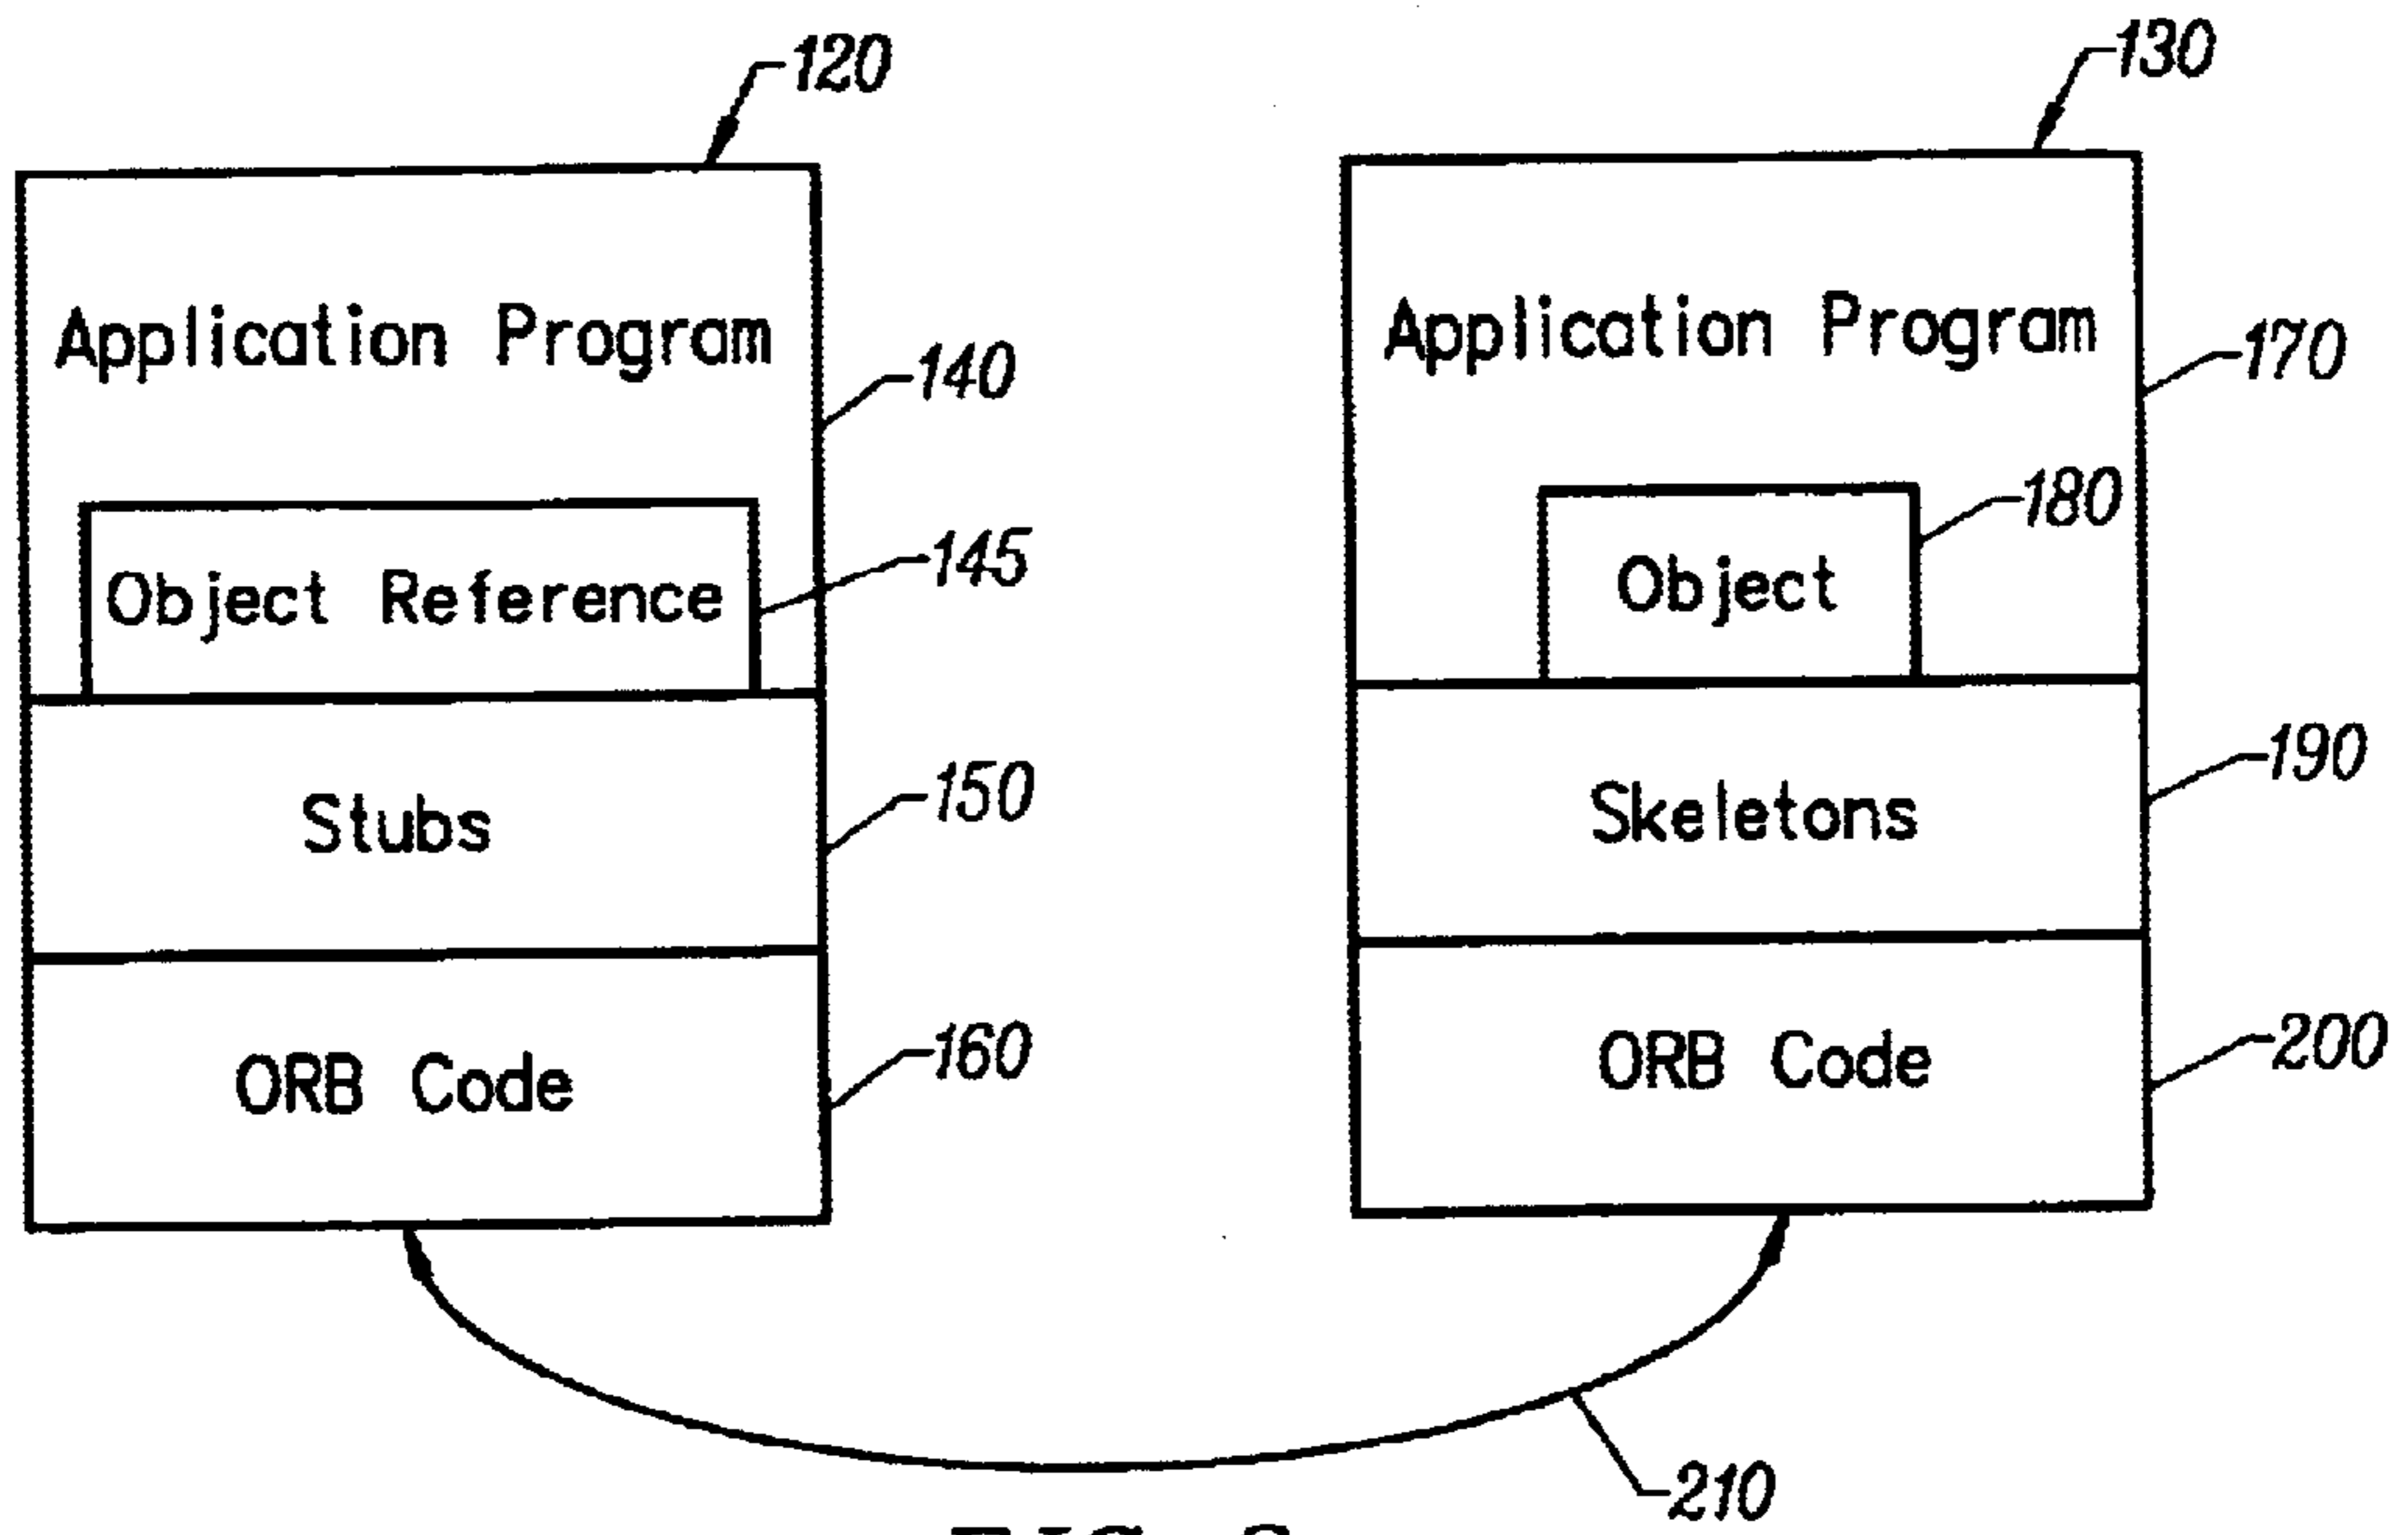 120
130
Application Program
140
Object Reference
145
Stubs
150
ORB Code
160
Application Program
170
Object
180
Skeletons
190
ORB Code
200
210